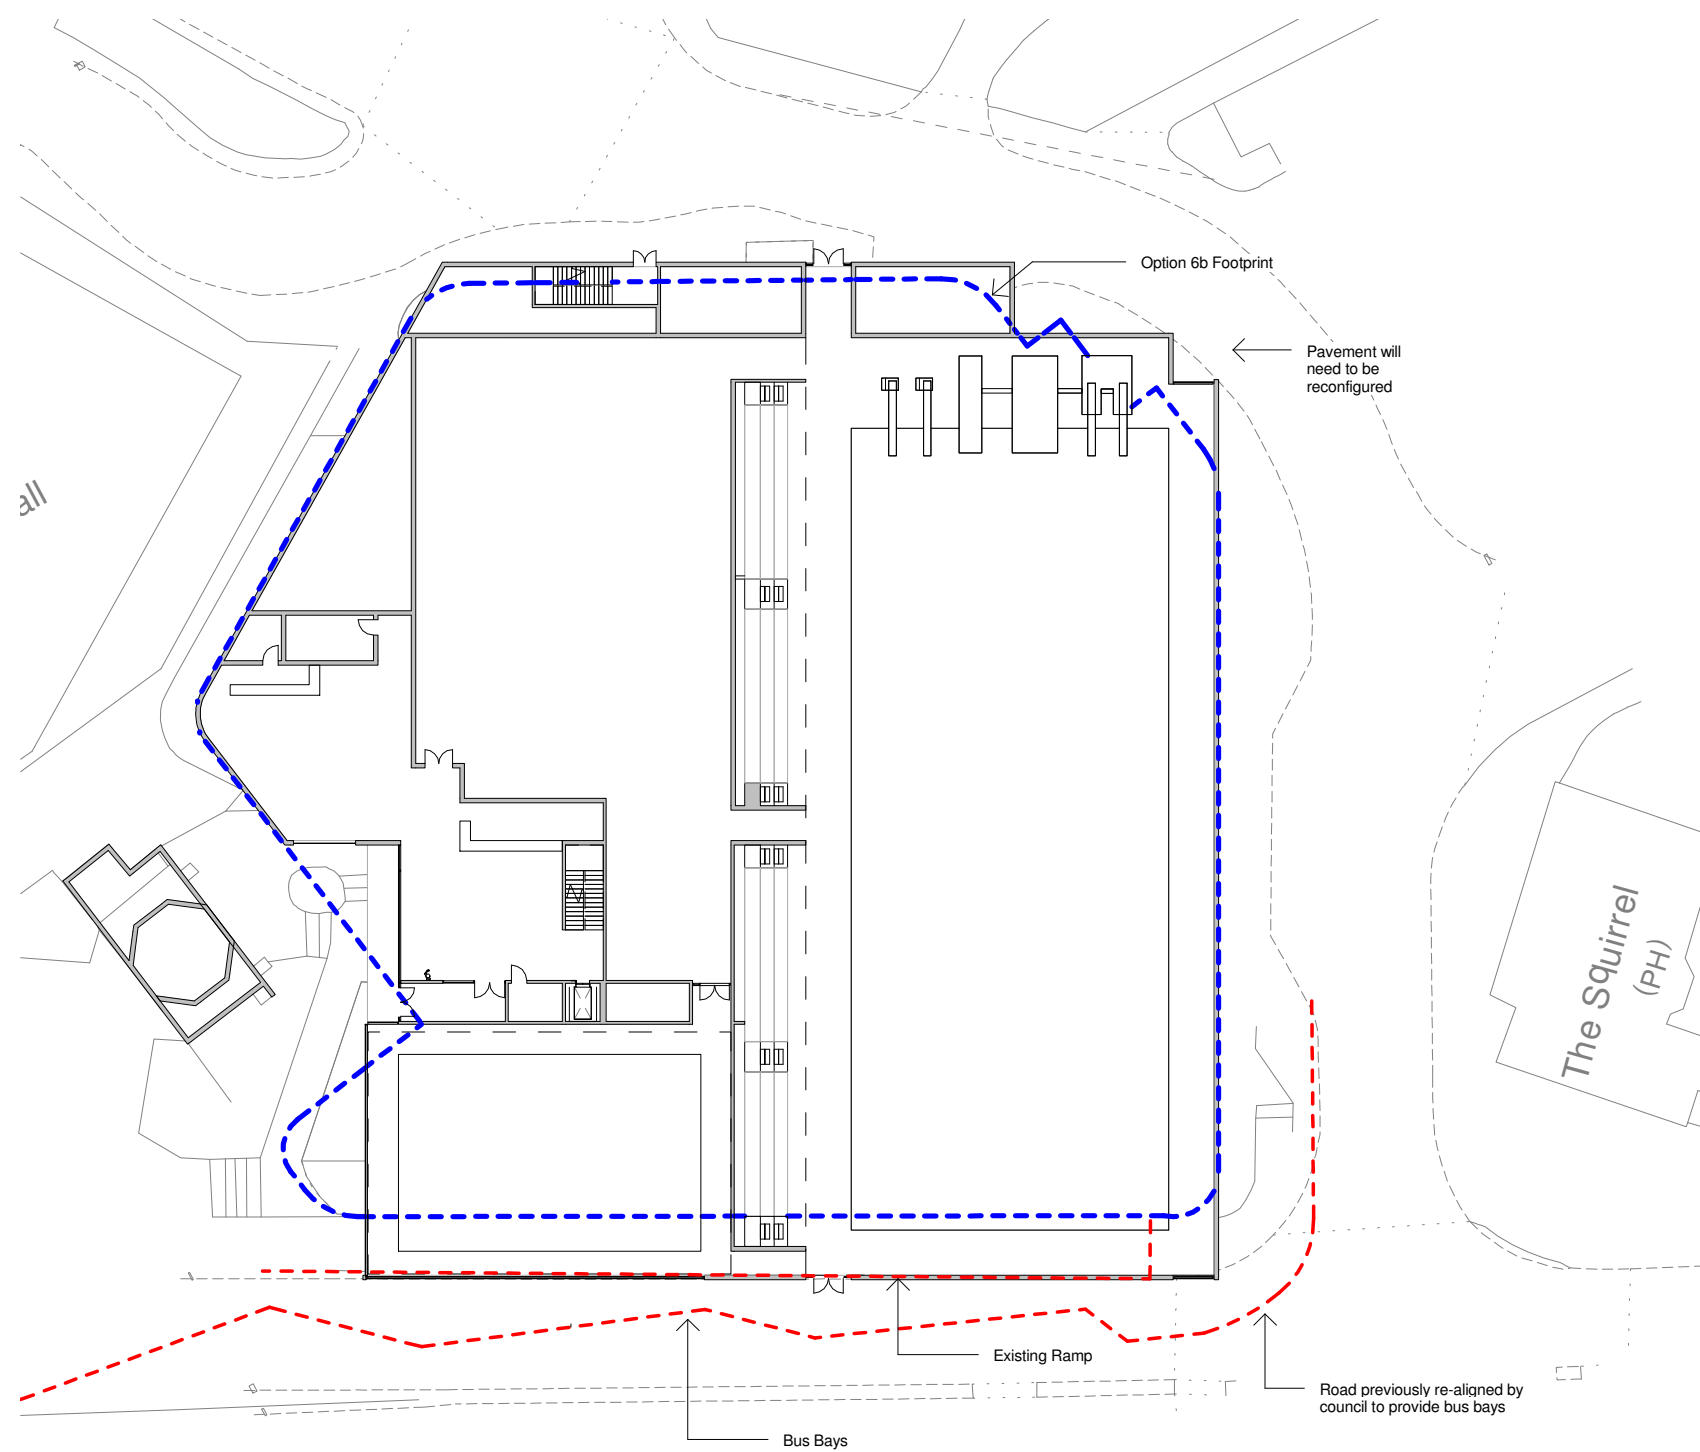 Option 6b Footprint
Pavement will
need to be
reconfigured
all
The Squirrel
(PH)
Existing Ramp
Road previously re-aligned by
council to provide bus bays
Bus Bays